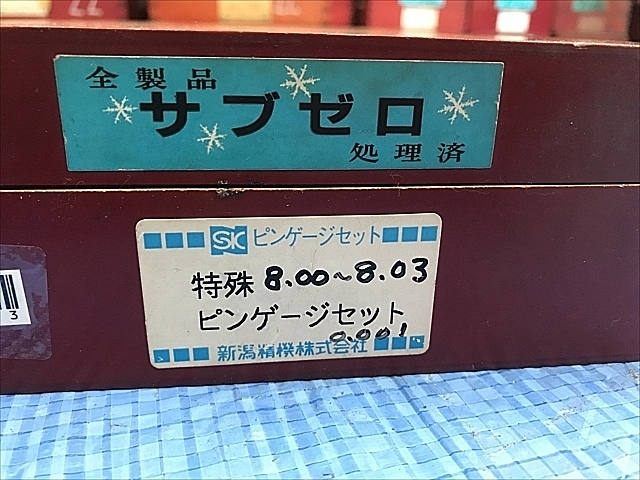 全製品
サブゼロ
処理済
SK ピンゲージセット
特殊 8.00~8.03
ピンゲージセット
0.001
新潟精機株式会社
3